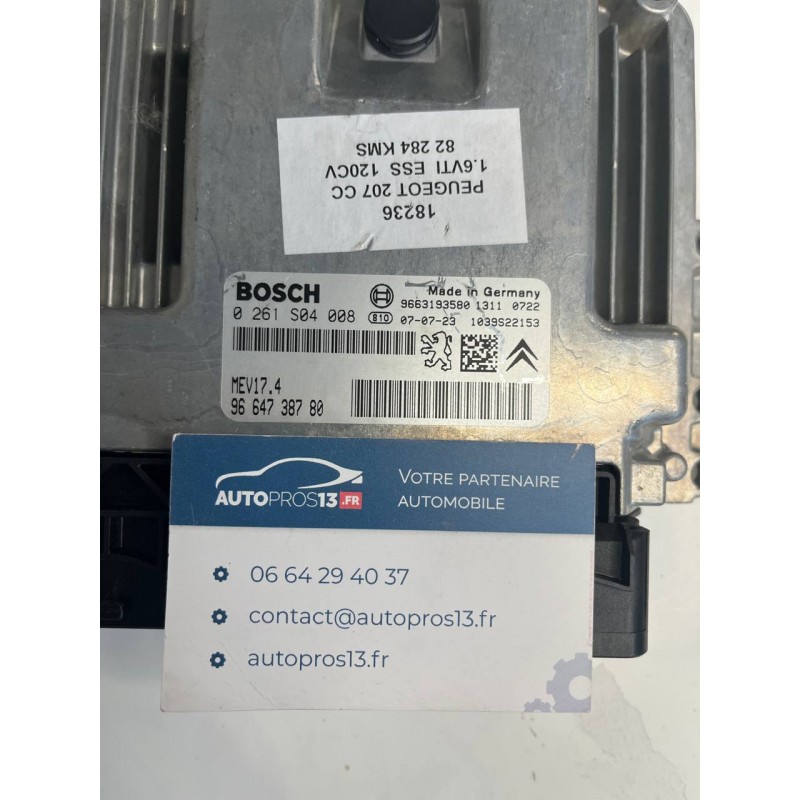 18236
PEUGEOT 207 CC
1.6VTI ESS 120CV
82 284 KMS
BOSCH
Made in Germany
9663193580 1311 0722
0 261 S04 008 B10 07-07-23 1039S22153
MEV17.4
96 647 387 80
AUTOPROS13.FR
VOTRE PARTENAIRE
AUTOMOBILE
06 64 29 40 37
contact@autopros13.fr
autopros13.fr